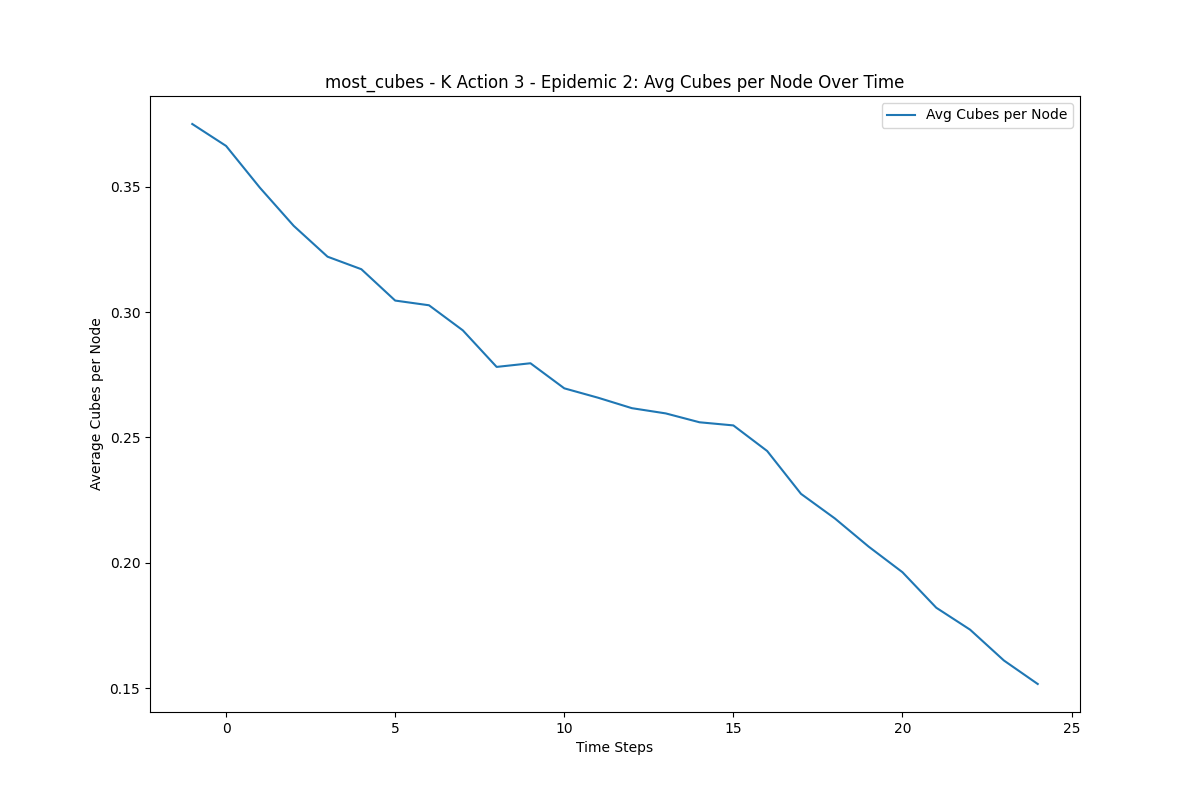 most_cubes - K Action 3 - Epidemic 2: Avg Cubes per Node Over Time
Avg Cubes per Node
Average Cubes per Node
0.35
0.30
0.25
0.20
0.15
0 5 10 15 20 25
Time Steps